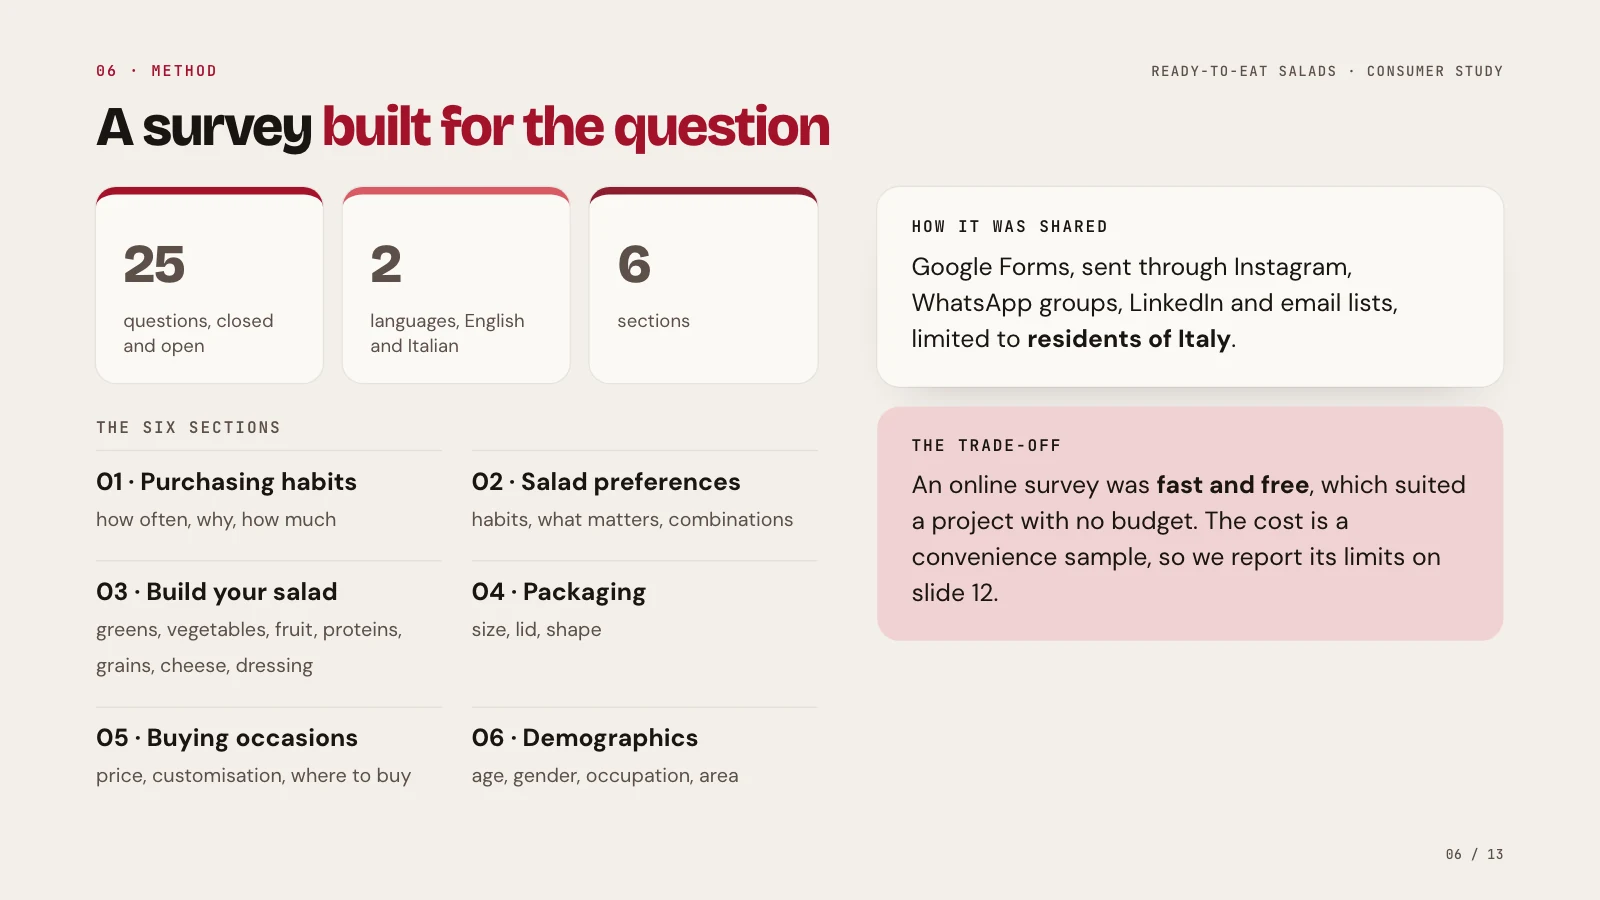 06 · METHOD
READY-TO-EAT SALADS · CONSUMER STUDY
A survey built for the question
25
questions, closed
and open
2
languages, English
and Italian
6
sections
THE SIX SECTIONS
01 · Purchasing habits
how often, why, how much
02 · Salad preferences
habits, what matters, combinations
03 · Build your salad
greens, vegetables, fruit, proteins,
grains, cheese, dressing
04 · Packaging
size, lid, shape
05 · Buying occasions
price, customisation, where to buy
06 · Demographics
age, gender, occupation, area
HOW IT WAS SHARED
Google Forms, sent through Instagram,
WhatsApp groups, LinkedIn and email lists,
limited to residents of Italy.
THE TRADE-OFF
An online survey was fast and free, which suited
a project with no budget. The cost is a
convenience sample, so we report its limits on
slide 12.
06 / 13